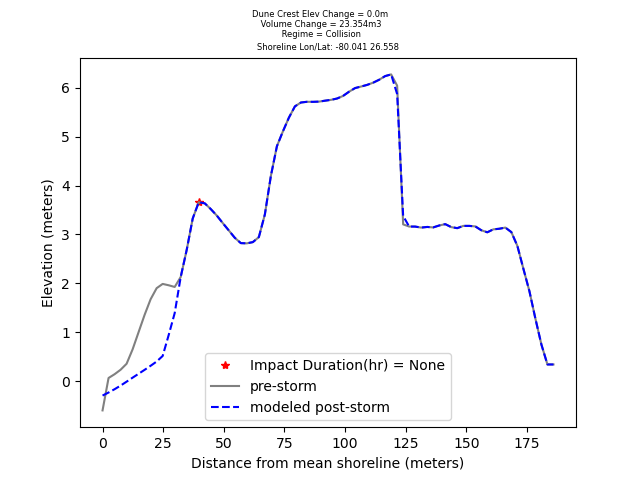 Dune Crest Elev Change = 0.0m
Volume Change = 23.354m3
Regime = Collision
Shoreline Lon/Lat: -80.041 26.558
6
5
4
3
2
1
0
Elevation (meters)
Impact Duration(hr) = None
pre-storm
modeled post-storm
0 25 50 75 100 125 150 175
Distance from mean shoreline (meters)